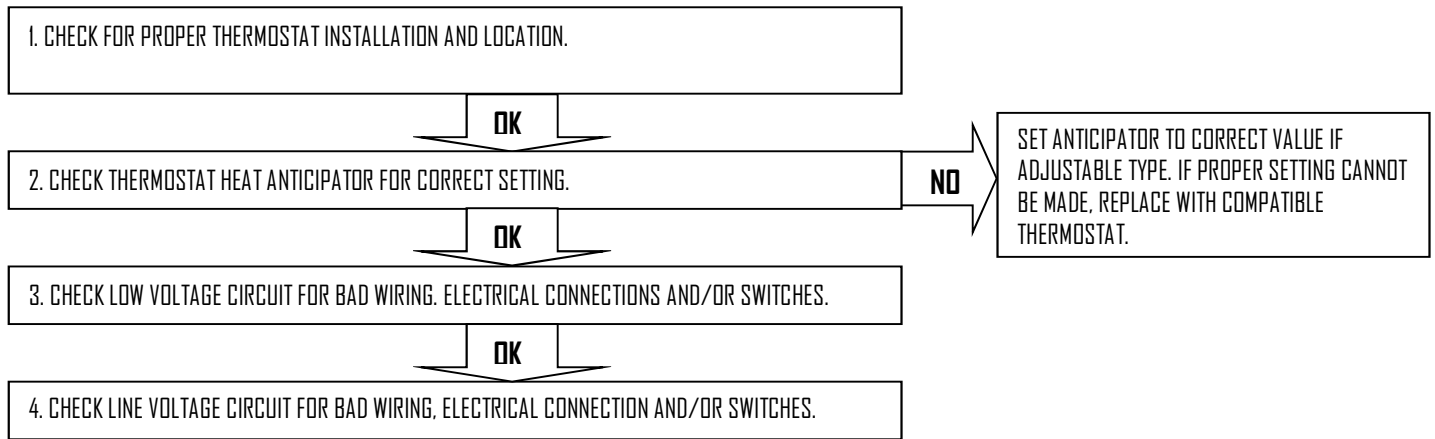 1. CHECK FOR PROPER THERMOSTAT INSTALLATION AND LOCATION.
OK
2. CHECK THERMOSTAT HEAT ANTICIPATOR FOR CORRECT SETTING.
NO
SET ANTICIPATOR TO CORRECT VALUE IF
ADJUSTABLE TYPE. IF PROPER SETTING CANNOT
BE MADE, REPLACE WITH COMPATIBLE
THERMOSTAT.
OK
3. CHECK LOW VOLTAGE CIRCUIT FOR BAD WIRING. ELECTRICAL CONNECTIONS AND/OR SWITCHES.
OK
4. CHECK LINE VOLTAGE CIRCUIT FOR BAD WIRING, ELECTRICAL CONNECTION AND/OR SWITCHES.